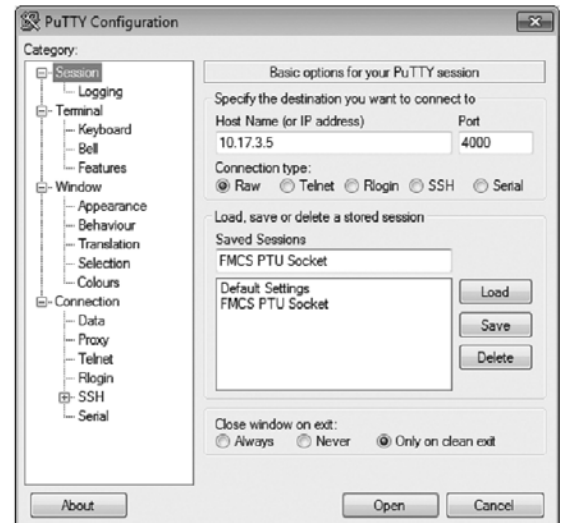 PuTTY Configuration
Category:
Session
Logging
Terminal
Keyboard
Bell
Features
Window
Appearance
Behaviour
Translation
Selection
Colours
Connection
Data
Proxy
Telnet
Rlogin
SSH
Serial
Basic options for your PuTTY session
Specify the destination you want to connect to
Host Name (or IP address) Port
10.17.3.5 4000
Connection type:
Raw Telnet Rlogin SSH Serial
Load, save or delete a stored session
Saved Sessions
FMCS PTU Socket
Default Settings
FMCS PTU Socket
Load
Save
Delete
Close window on exit:
Always Never Only on clean exit
About Open Cancel